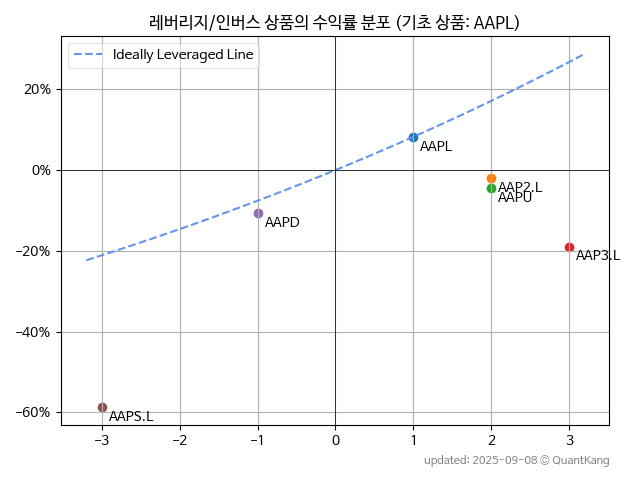 레버리지/인버스 상품의 수익률 분포 (기초 상품: AAPL)
Ideally Leveraged Line
20%
AAPL
0%
AAP2.L
AAPU
AAPD
−20%
AAP3.L
−40%
−60%
AAPS.L
−3 −2 −1 0 1 2 3
updated: 2025-09-08 © QuantKang